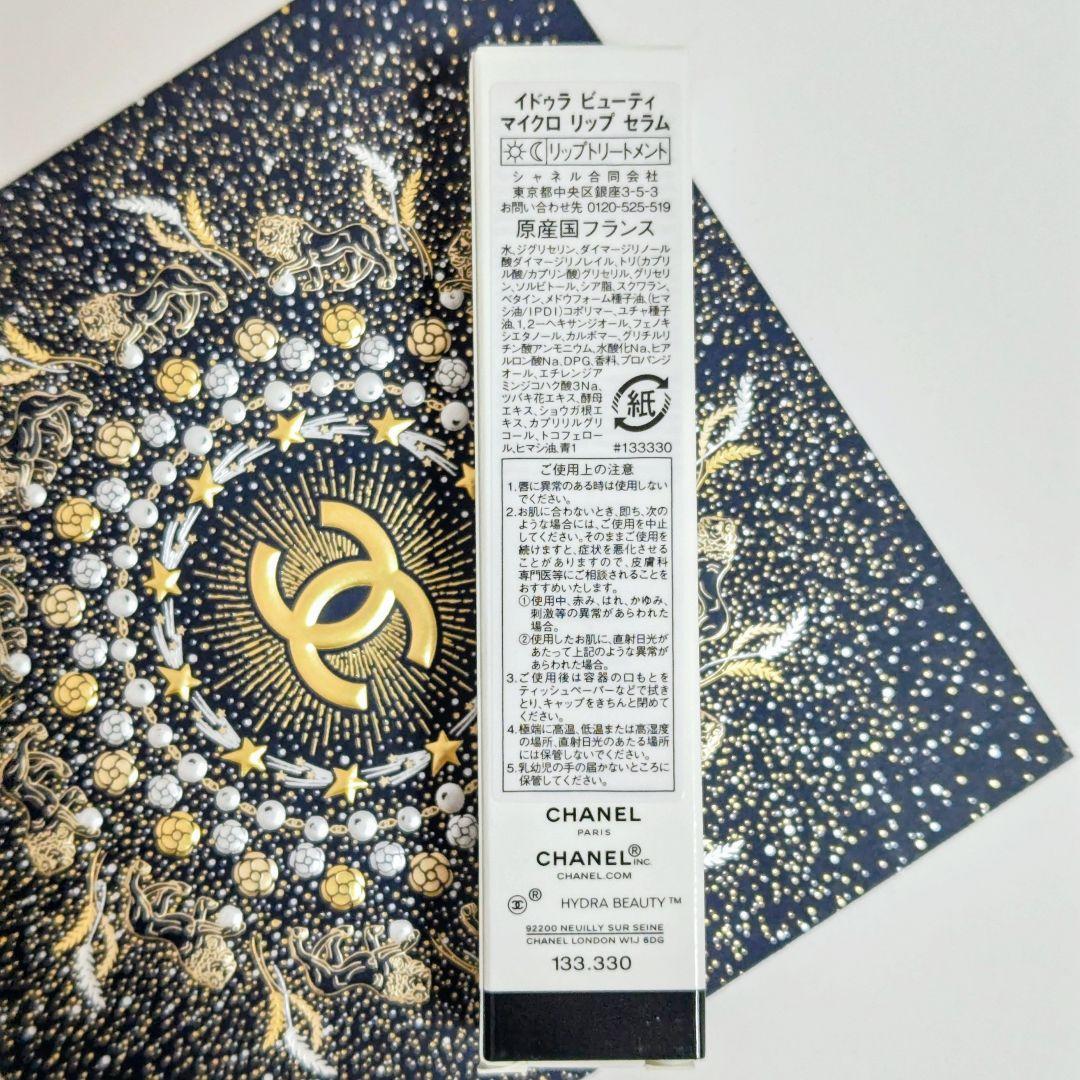 イドゥラ ビューティ
マイクロ リップ セラム
リップトリートメント
シャネル合同会社
東京都中央区銀座3-5-3
お問い合わせ先 0120-525-519
原産国フランス
水、ジグリセリン、ダイマージリノール
酸ダイマージリノレイル、トリ(カプリ
ル酸/カプリン酸)グリセリル、グリセリ
ン、ソルビトール、シア脂、スクワラン、
ベタイン、メドウフォーム種子油、(ヒマ
シ油/IPDI)コポリマー、ユチャ種子
油、1,2-ヘキサンジオール、フェノキ
シエタノール、カルボマー、グリチルリ
チン酸アンモニウム、水酸化Na、ヒア
ルロン酸Na、DPG、香料、プロパンジ
オール、エチレンジア
ミンジコハク酸3Na、
ツバキ花エキス、酵母
エキス、ショウガ根エ
キス、カプリリルグリ
コール、トコフェロー
ル、ヒマシ油、青1
紙
#133330
ご使用上の注意
1.唇に異常のある時は使用しない
でください。
2.お肌に合わないとき、即ち、次の
ような場合には、ご使用を中止
してください。そのままご使用を
続けますと、症状を悪化させる
ことがありますので、皮膚科
専門医等にご相談されることを
おすすめいたします。
①使用中、赤み、はれ、かゆみ、
刺激等の異常があらわれた
場合。
②使用したお肌に、直射日光が
あたって上記のような異常が
あらわれた場合。
3.ご使用後は容器の口もとを
ティッシュペーパーなどで拭き
とり、キャップをきちんと閉めて
ください。
4.極端に高温、低温または高湿度
の場所、直射日光のあたる場所
には保管しないでください。
5.乳幼児の手の届かないところに
保管してください。
CHANEL
PARIS
CHANEL® INC.
CHANEL.COM
® HYDRA BEAUTY™
92200 NEUILLY SUR SEINE
CHANEL LONDON W1J 6DG
133.330